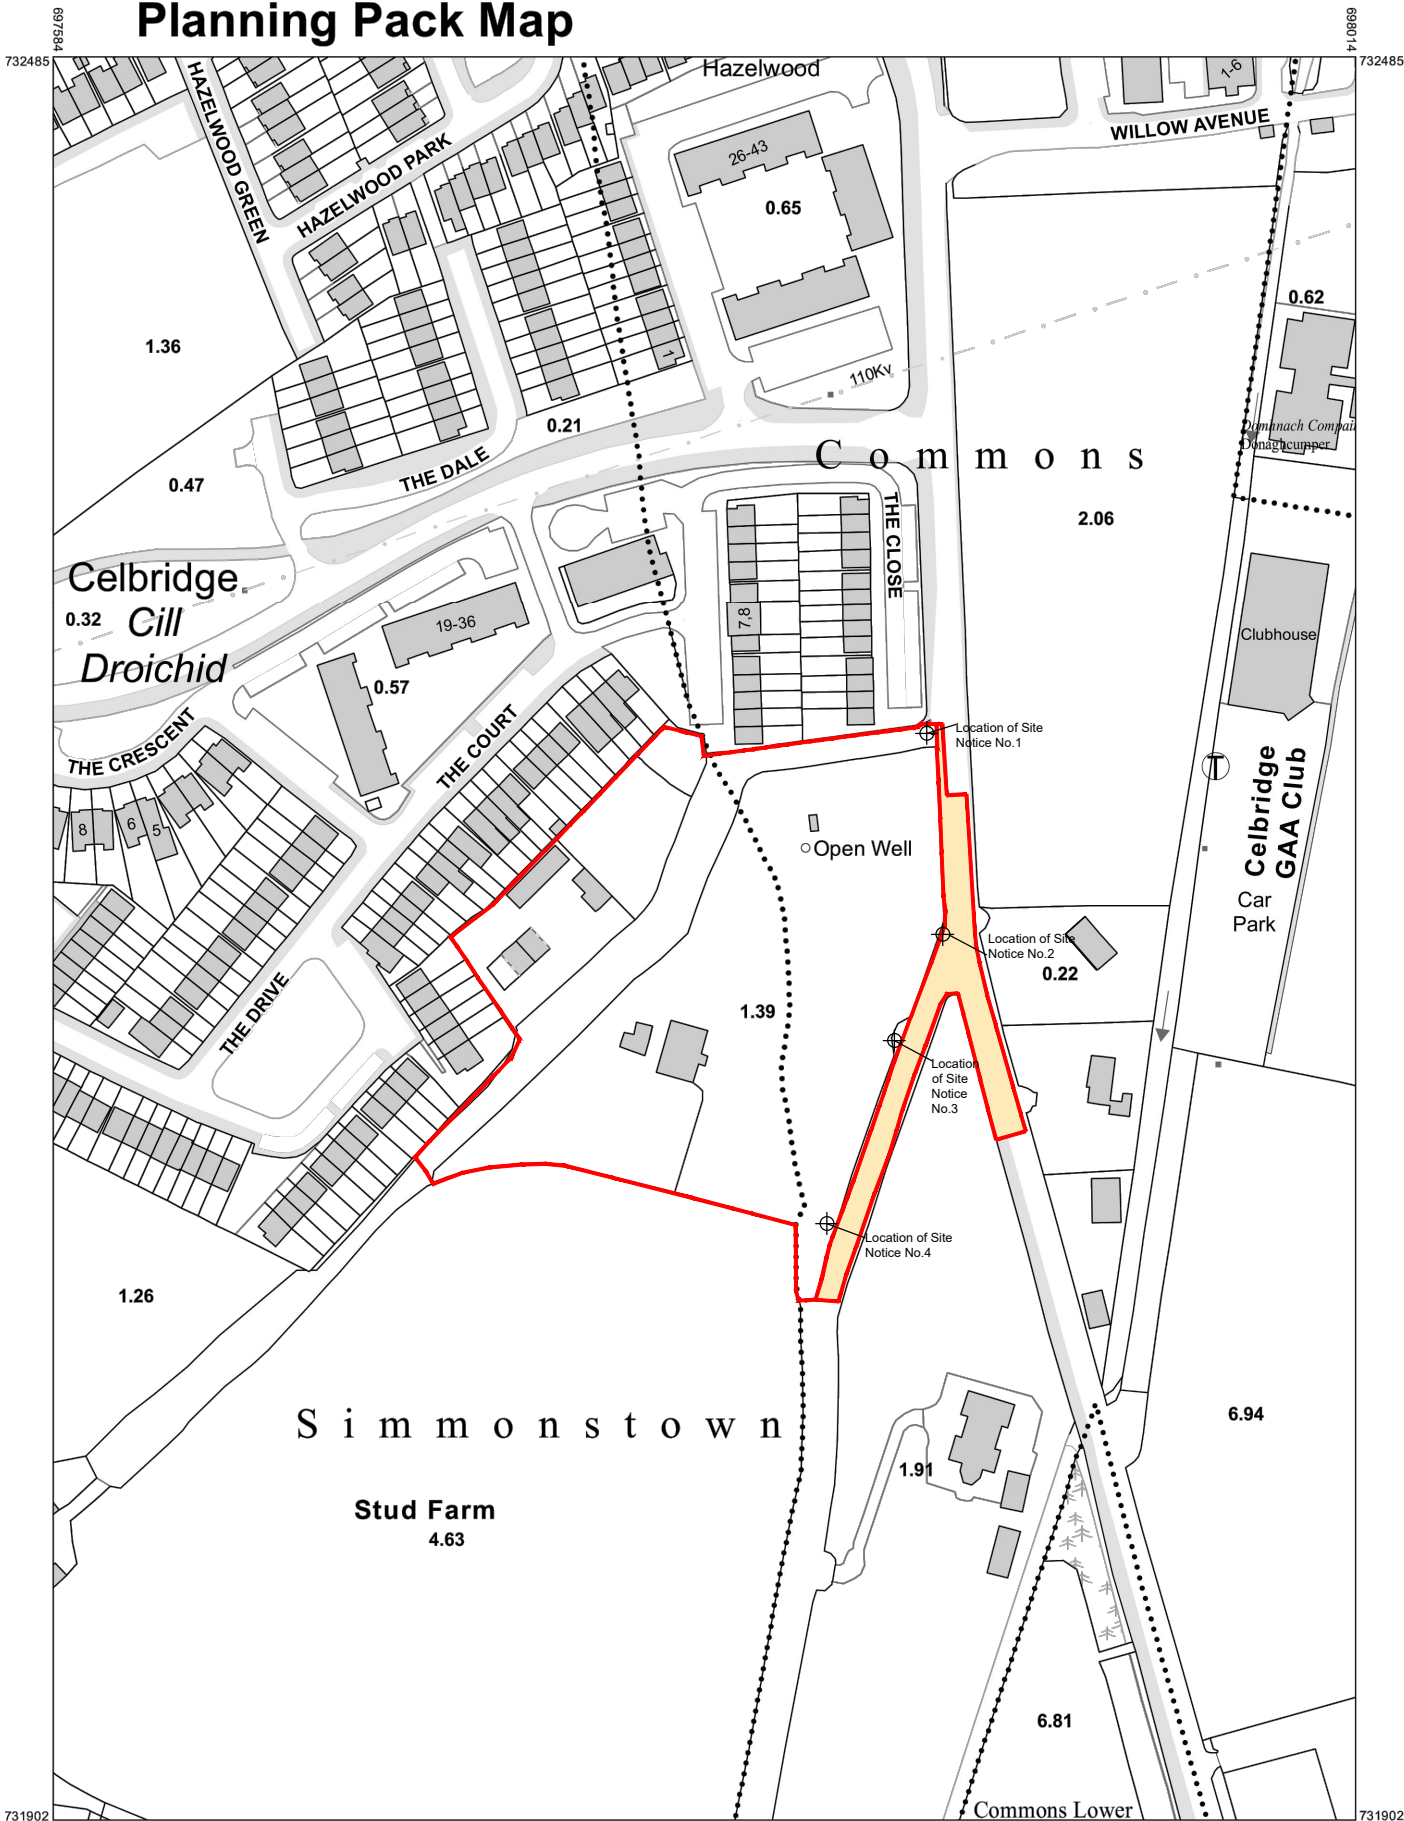 Planning Pack Map
697584
698014
732485
732485
Hazelwood
1-6
WILLOW AVENUE
HAZELWOOD GREEN
HAZELWOOD PARK
26-43
0.65
0.62
1.36
1
110Kv
0.21
Domhnach Compair
Donaghcumper
Commons
THE DALE
0.47
2.06
THE CLOSE
Celbridge
Cill
Droichid
0.32
19-36
7,8
Clubhouse
0.57
THE CRESCENT
THE COURT
Location of Site
Notice No.1
T
Celbridge
GAA Club
8
6
5
Open Well
Car
Park
Location of Site
Notice No.2
0.22
THE DRIVE
1.39
Location
of Site
Notice
No.3
Location of Site
Notice No.4
1.26
Simmonstown
6.94
1.91
Stud Farm
4.63
6.81
Commons Lower
731902
731902